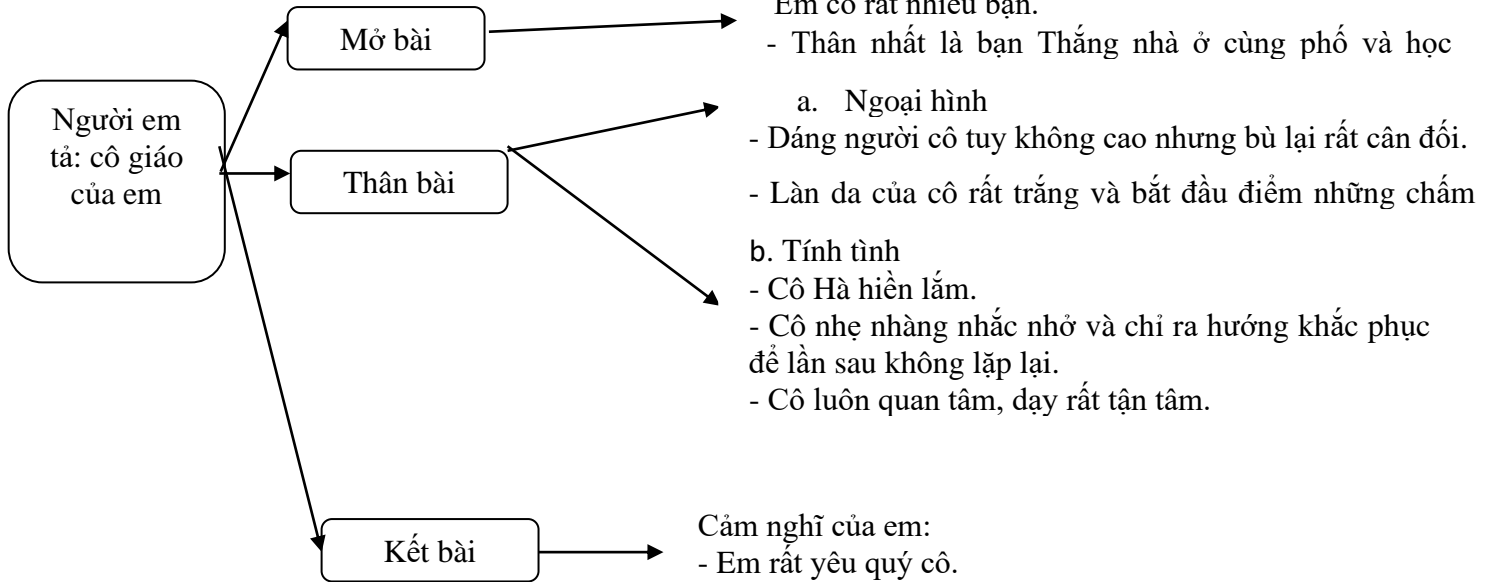 Người em
tả: cô giáo
của em
Mở bài
Em có rất nhiều bạn.
- Thân nhất là bạn Thắng nhà ở cùng phố và học
Thân bài
a. Ngoại hình
- Dáng người cô tuy không cao nhưng bù lại rất cân đối.
- Làn da của cô rất trắng và bắt đầu điểm những chấm
b. Tính tình
- Cô Hà hiền lắm.
- Cô nhẹ nhàng nhắc nhở và chỉ ra hướng khắc phục
để lần sau không lặp lại.
- Cô luôn quan tâm, dạy rất tận tâm.
Kết bài
Cảm nghĩ của em:
- Em rất yêu quý cô.